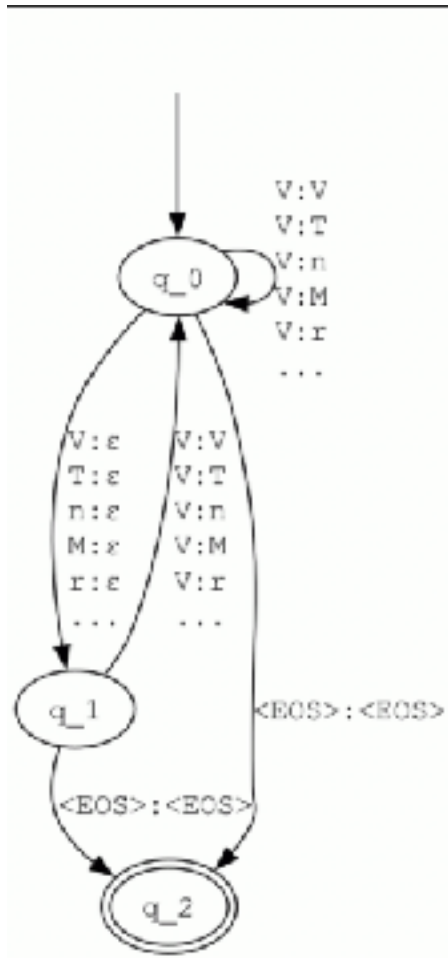 V:V
V:T
q_0
V:n
V:M
V:r
...
V:ε
T:ε
n:ε
M:ε
r:ε
...
V:V
V:T
V:n
V:M
V:r
...
q_1
<EOS>:<EOS>
<EOS>:<EOS>
q_2